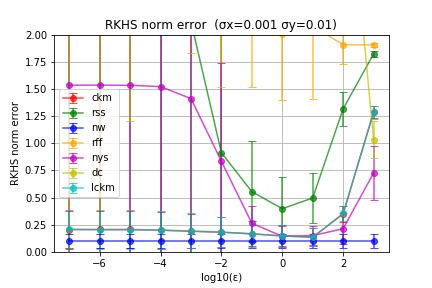 RKHS norm error  (σx=0.001 σy=0.01)
RKHS norm error
2.00
1.75
1.50
1.25
1.00
0.75
0.50
0.25
0.00
ckm
rss
nw
rff
nys
dc
lckm
−6 −4 −2 0 2
log10(ε)